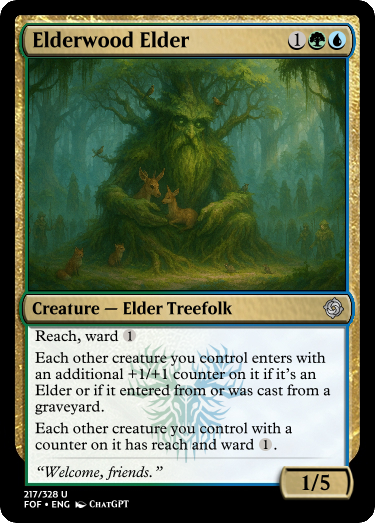 Elderwood Elder 1
Creature — Elder Treefolk
Reach, ward 1
Each other creature you control enters with
an additional +1/+1 counter on it if it's an
Elder or if it entered from or was cast from a
graveyard.
Each other creature you control with a
counter on it has reach and ward 1.
“Welcome, friends.”
1/5
217/328 U
FOF • ENG ChatGPT